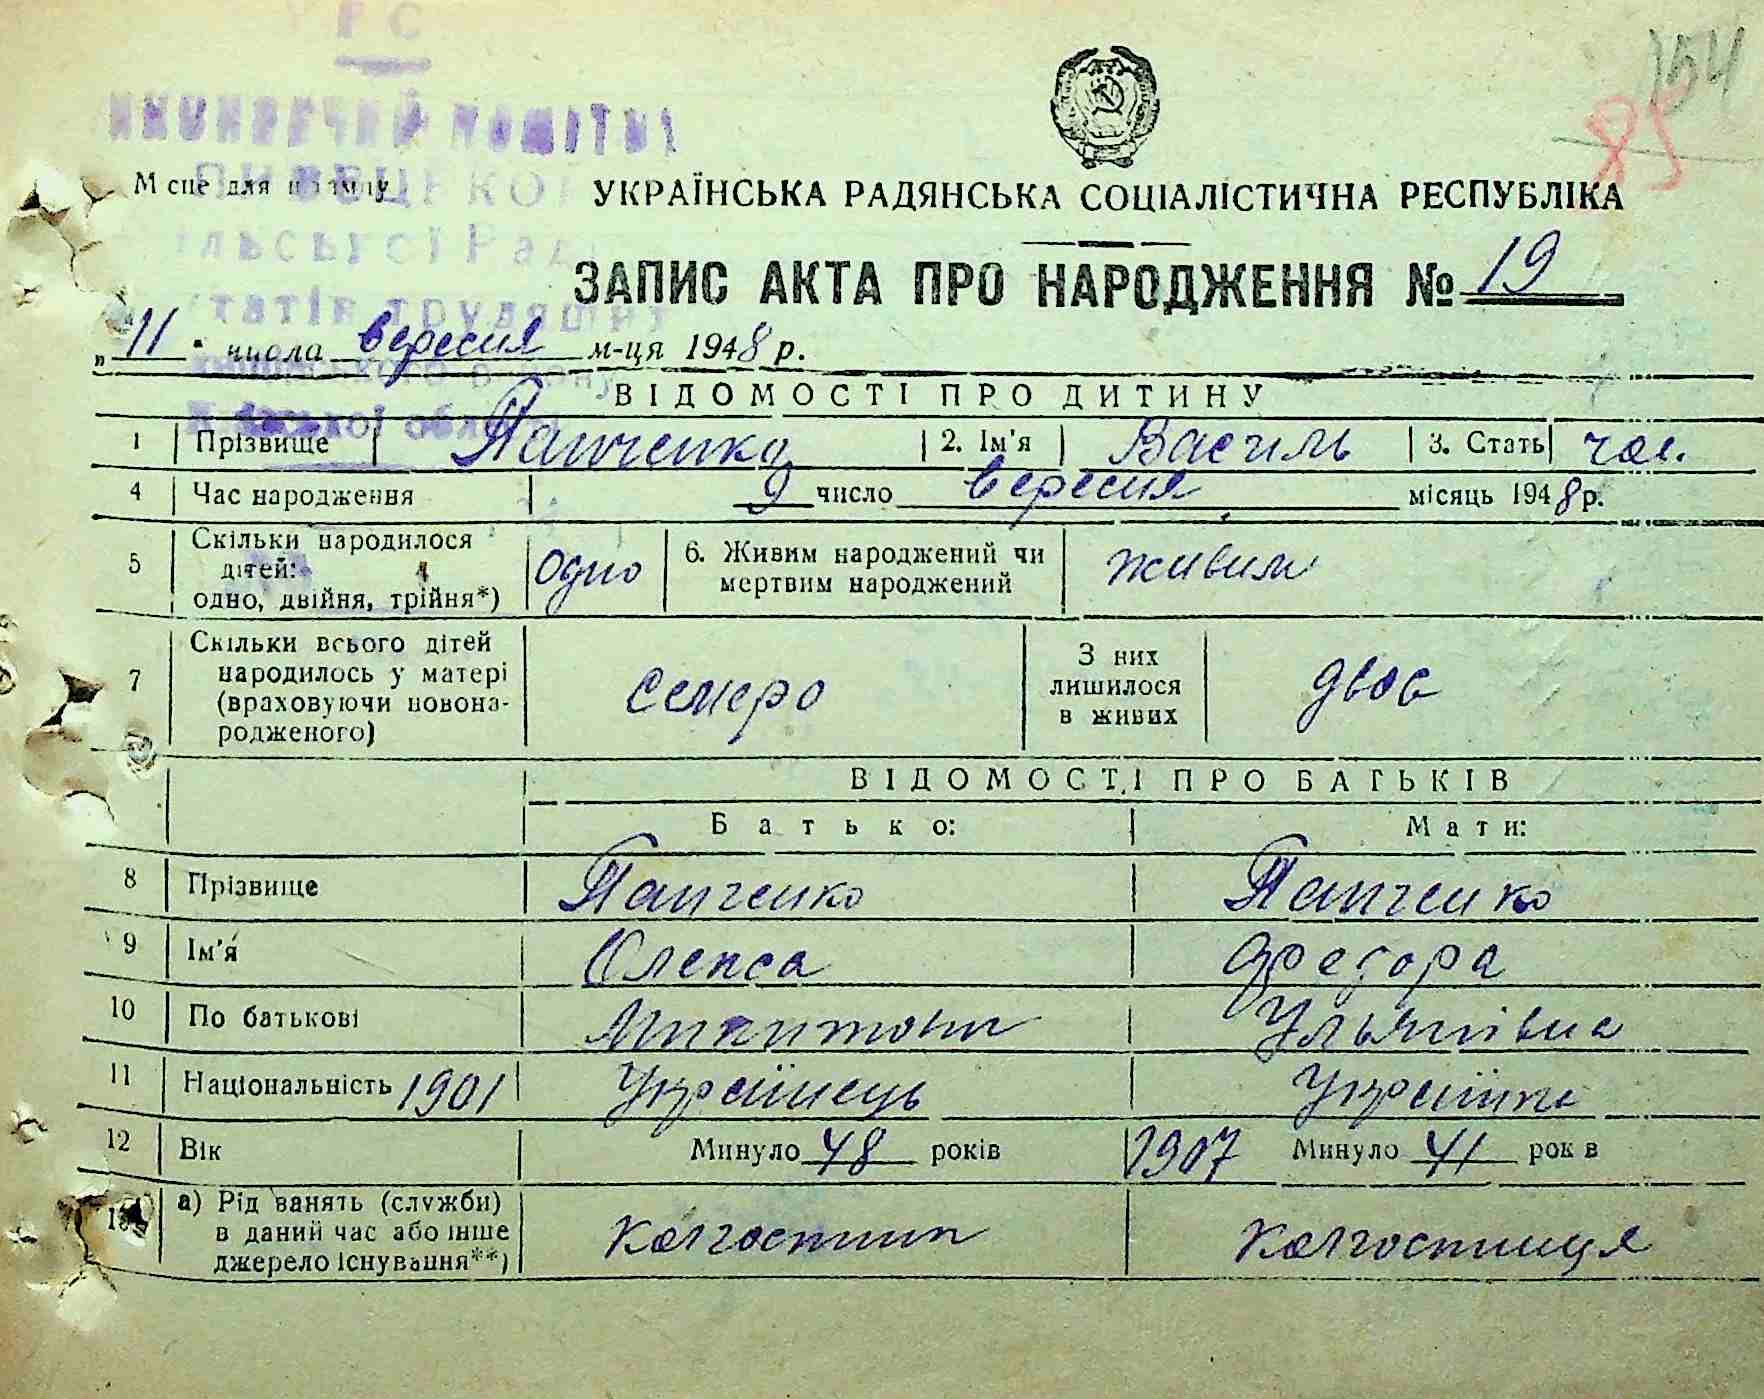 154
85
Місце для штампу
УКРАЇНСЬКА РАДЯНСЬКА СОЦІАЛІСТИЧНА РЕСПУБЛІКА
ЗАПИС АКТА ПРО НАРОДЖЕННЯ № 19
„11" числа вересня м-ця 1948 р.
ВІДОМОСТІ ПРО ДИТИНУ
1 Прізвище Панченко 2. Ім'я Василь 3. Стать чол.
4 Час народження 9 число вересня місяць 1948 р.
5 Скільки народилося дітей: одно, двійня, трійня*) одно 6. Живим народжений чи мертвим народжений живим
7 Скільки всього дітей народилось у матері (враховуючи новонародженого) семеро З них лишилося в живих двоє
ВІДОМОСТІ ПРО БАТЬКІВ
Батько: Мати:
8 Прізвище Панченко Панченко
9 Ім'я Олекса Федора
10 По батькові Микитович Ульянівна
11 Національність 1901 Українець Українка
12 Вік Минуло 48 років 1907 Минуло 41 років
13 а) Рід занять (служби) в даний час або інше джерело існування**) колгоспник колгоспниця